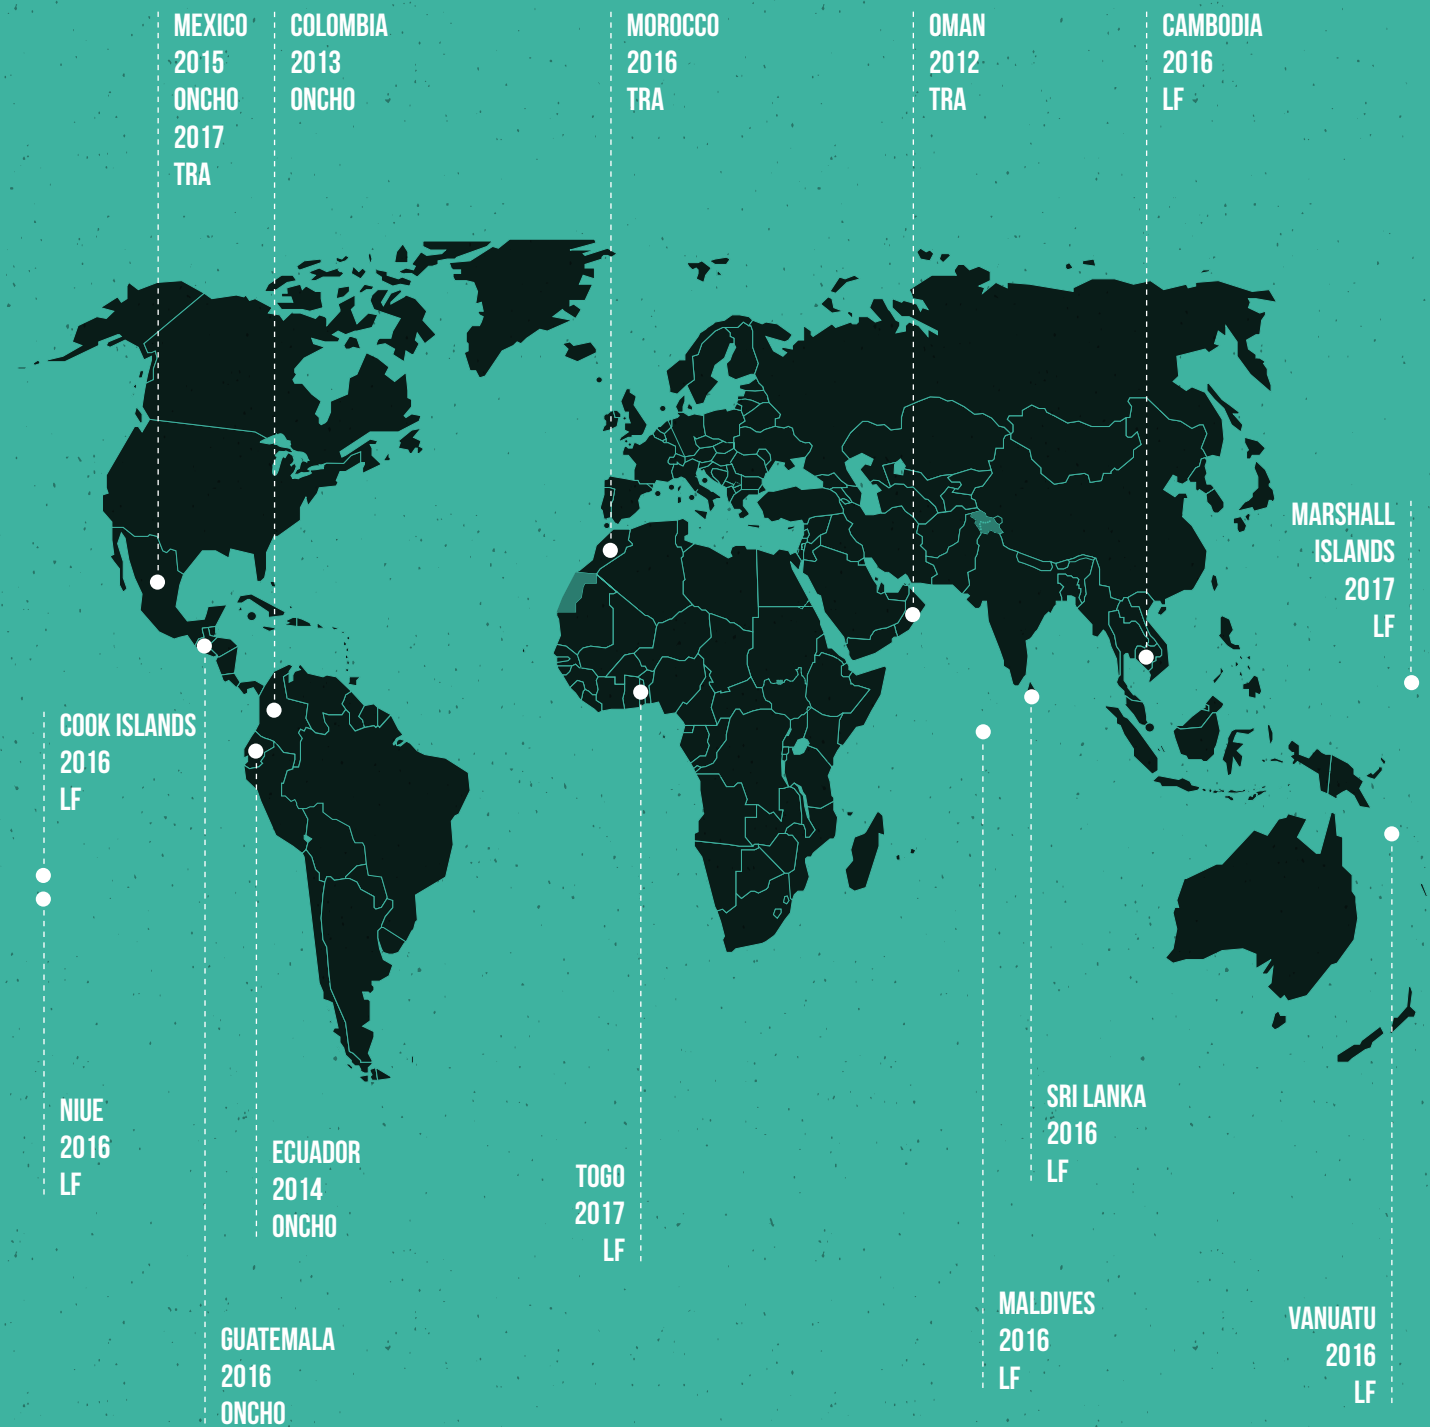 MEXICO
2015
ONCHO
2017
TRA
COLOMBIA
2013
ONCHO
MOROCCO
2016
TRA
OMAN
2012
TRA
CAMBODIA
2016
LF
MARSHALL
ISLANDS
2017
LF
COOK ISLANDS
2016
LF
NIUE
2016
LF
ECUADOR
2014
ONCHO
GUATEMALA
2016
ONCHO
TOGO
2017
LF
SRI LANKA
2016
LF
MALDIVES
2016
LF
VANUATU
2016
LF